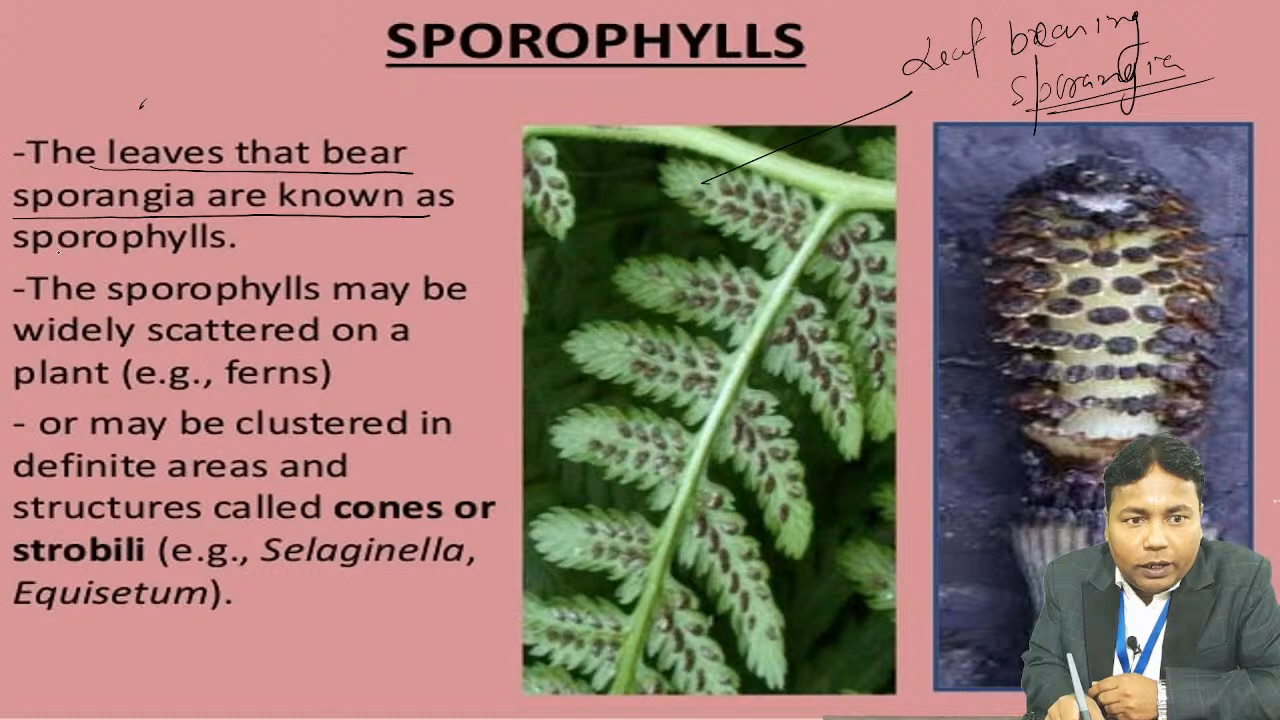 SPOROPHYLLS
Leaf bearing
sporangia
-The leaves that bear
sporangia are known as
sporophylls.
-The sporophylls may be
widely scattered on a
plant (e.g., ferns)
- or may be clustered in
definite areas and
structures called cones or
strobili (e.g., Selaginella,
Equisetum).